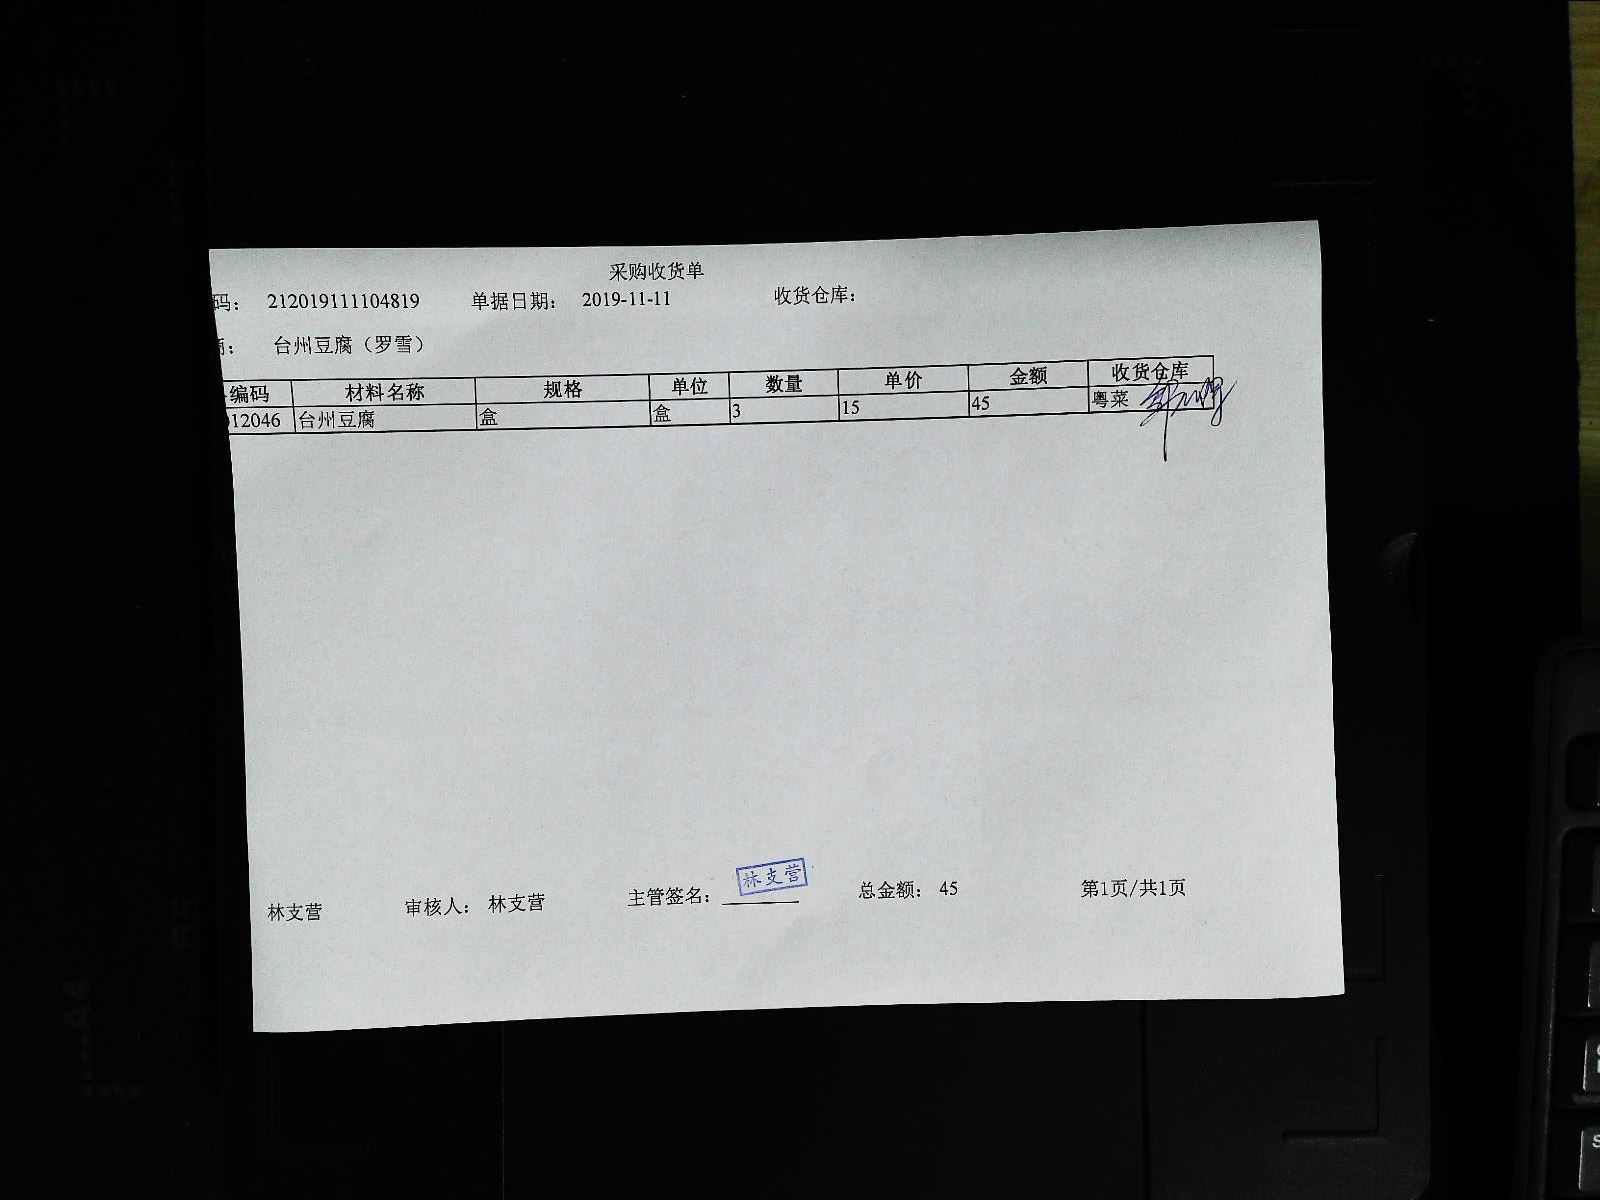 采购收货单
码： 212019111104819 单据日期： 2019-11-11 收货仓库：
台州豆腐（罗雪）
编码 材料名称 规格 单位 数量 单价 金额 收货仓库
12046 台州豆腐 盒 盒 3 15 45 粤菜
林支营
林支营 审核人： 林支营 主管签名： 总金额： 45 第1页/共1页